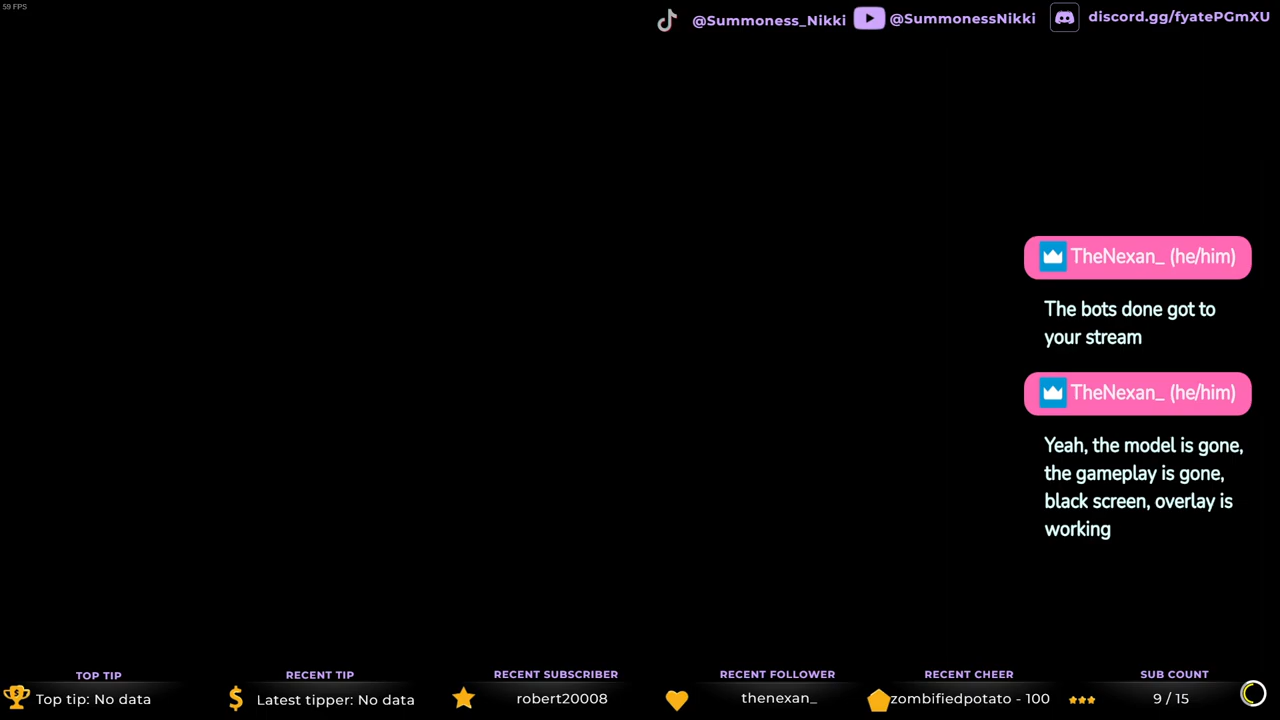 59 FPS
@Summoness_Nikki @SummonessNikki discord.gg/fyatePGmXU
TheNexan_ (he/him)
The bots done got to
your stream
TheNexan_ (he/him)
Yeah, the model is gone,
the gameplay is gone,
black screen, overlay is
working
TOP TIP
Top tip: No data
RECENT TIP
Latest tipper: No data
RECENT SUBSCRIBER
robert20008
RECENT FOLLOWER
thenexan_
RECENT CHEER
zombifiedpotato - 100
SUB COUNT
9 / 15